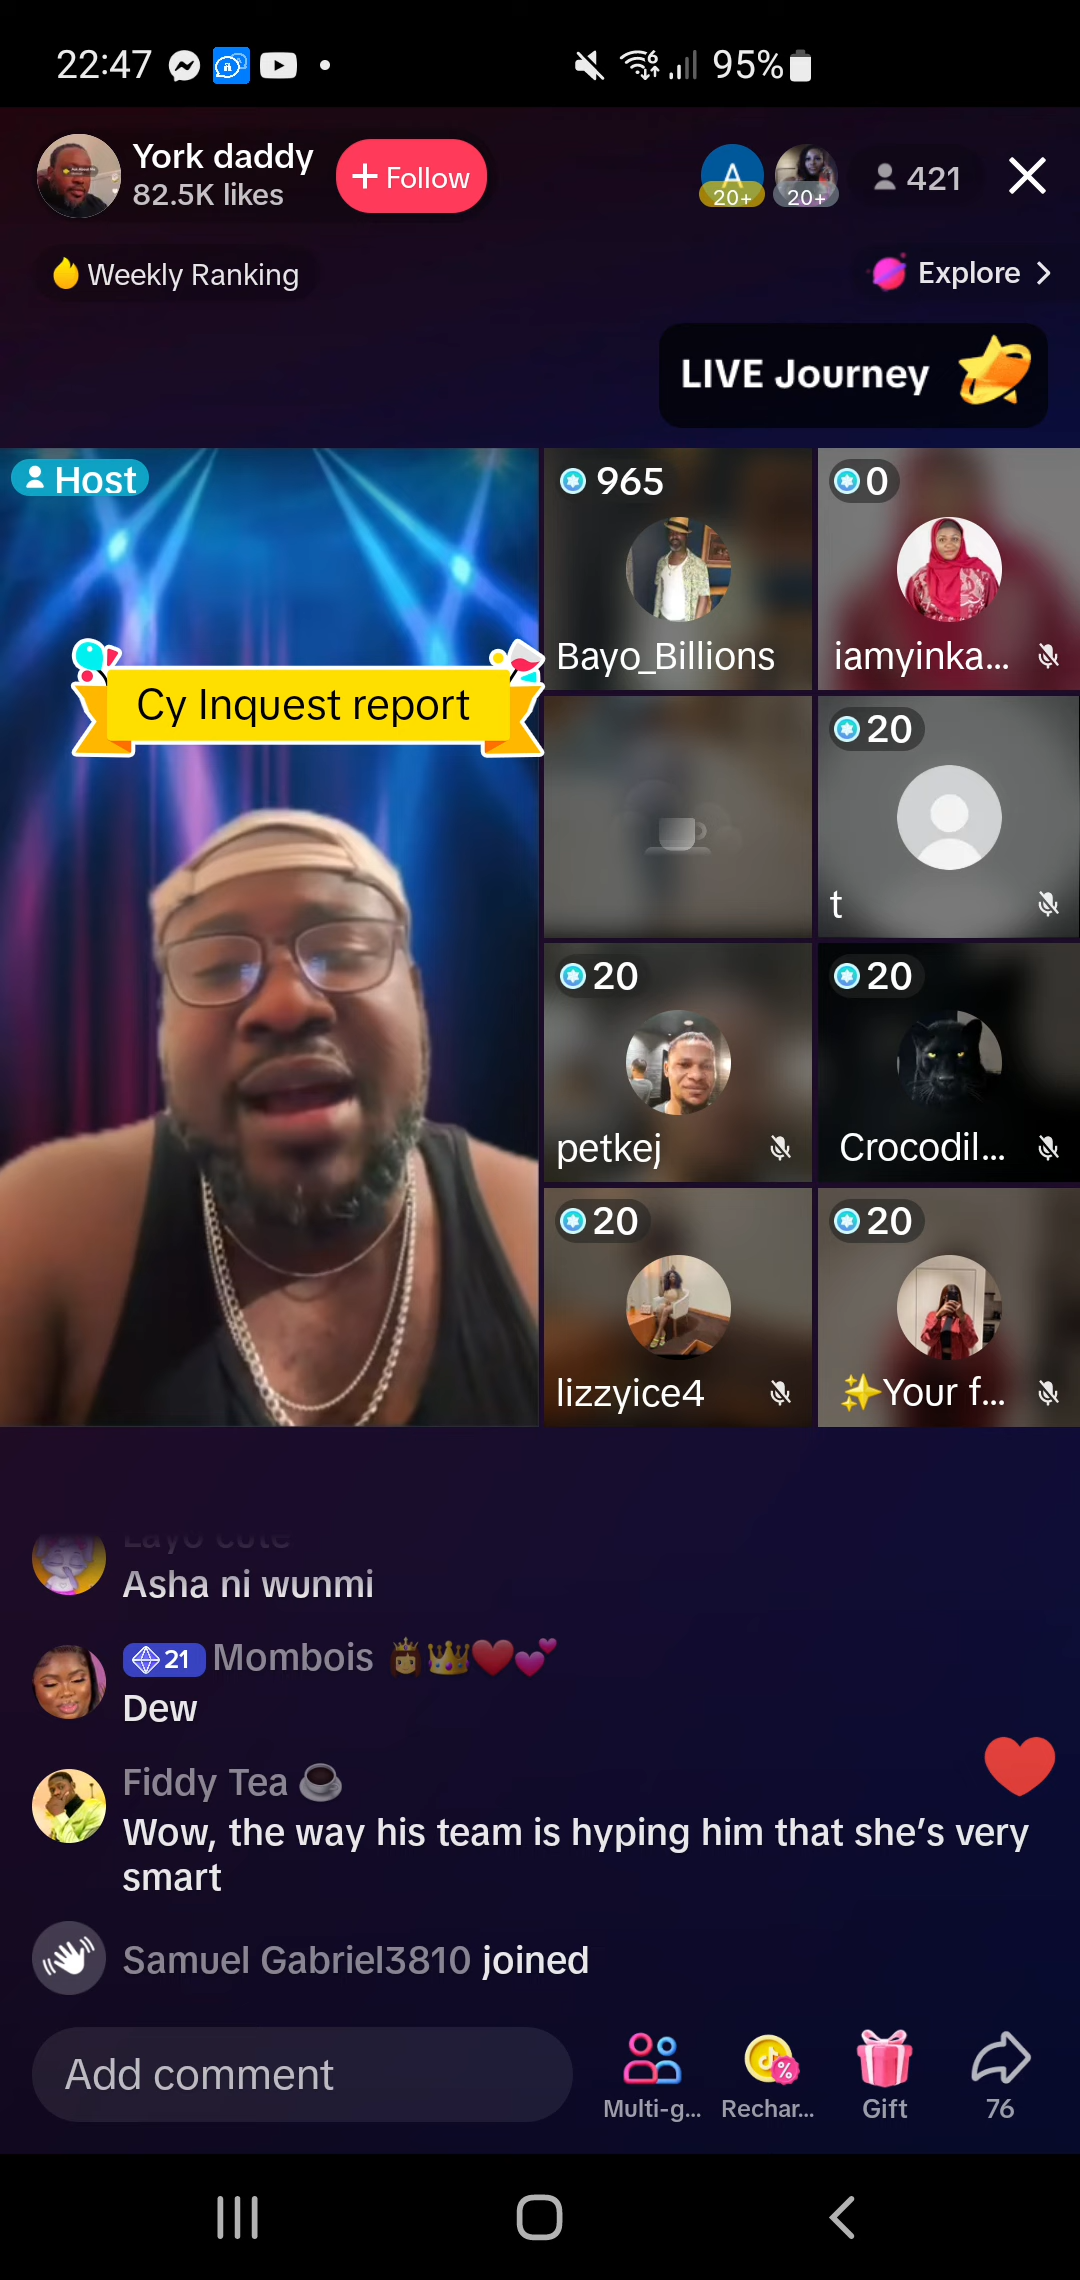 22:47
95%
York daddy
82.5K likes
+ Follow
A
20+
20+
421
Weekly Ranking
Explore
LIVE Journey
Host
965
0
Bayo_Billions
iamyinka...
Cy Inquest report
20
t
20
20
petkej
Crocodil...
20
20
lizzyice4
✨Your f...
Layo cute
Asha ni wunmi
21 Mombois 👸👑❤️💕
Dew
Fiddy Tea ☕
Wow, the way his team is hyping him that she's very
smart
Samuel Gabriel3810 joined
Add comment
Multi-g...
Rechar...
Gift
76